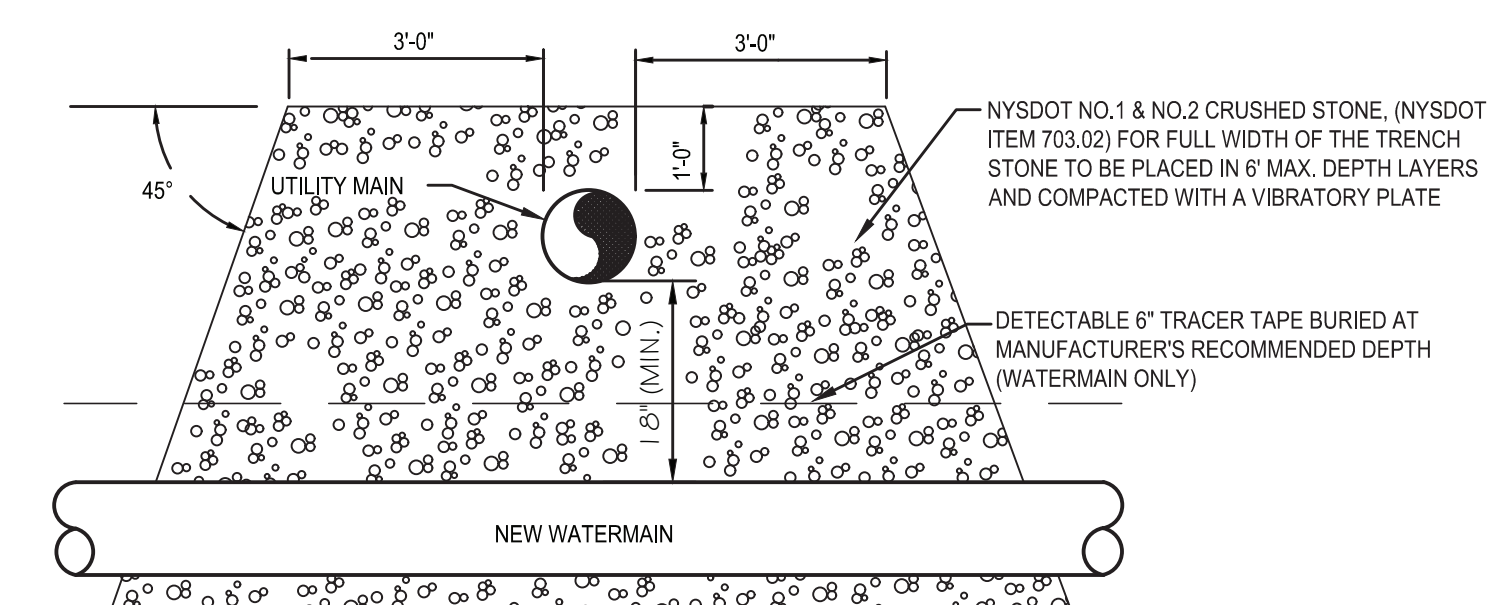 3'-0"
3'-0"
NYSDOT NO.1 & NO.2 CRUSHED STONE, (NYSDOT
ITEM 703.02) FOR FULL WIDTH OF THE TRENCH
STONE TO BE PLACED IN 6' MAX. DEPTH LAYERS
AND COMPACTED WITH A VIBRATORY PLATE
1'-0"
45°
UTILITY MAIN
18" (MIN.)
DETECTABLE 6" TRACER TAPE BURIED AT
MANUFACTURER'S RECOMMENDED DEPTH
(WATERMAIN ONLY)
NEW WATERMAIN